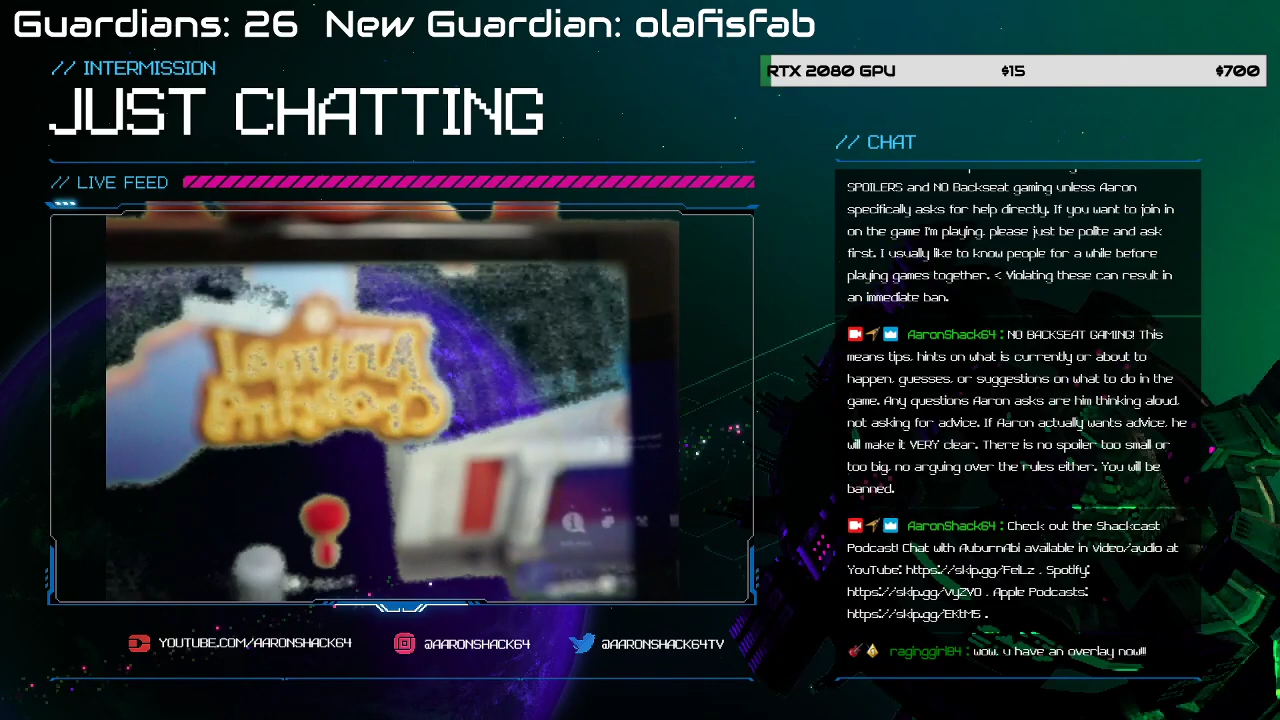 Guardians: 26 New Guardian: olafisfab
// INTERMISSION
JUST CHATTING
RTX 2080 GPU $15 $700
// LIVE FEED
Animal
Crossing
YOUTUBE.COM/AARONSHACK64 @AARONSHACK64 @AARONSHACK64TV
// CHAT
SPOILERS and NO Backseat gaming unless Aaron
specifically asks for help directly. If you want to join in
on the game I'm playing, please just be polite and ask
first. I usually like to know people for a while before
playing games together. < Violating these can result in
an immediate ban.
AaronShack64 : NO BACKSEAT GAMING! This
means tips, hints on what is currently or about to
happen, guesses, or suggestions on what to do in the
game. Any questions Aaron asks are him thinking aloud,
not asking for advice. If Aaron actually wants advice, he
will make it VERY clear. There is no spoiler too small or
too big, no arguing over the rules either. You will be
banned.
AaronShack64 : Check out the Shackcast
Podcast! Chat with AuburnAbi available in video/audio at
YouTube: https://skip.gg/FeILz . Spotify:
https://skip.gg/vyZYO . Apple Podcasts:
https://skip.gg/EKtM5 .
raginggirl84 : wow, u have an overlay now!!!